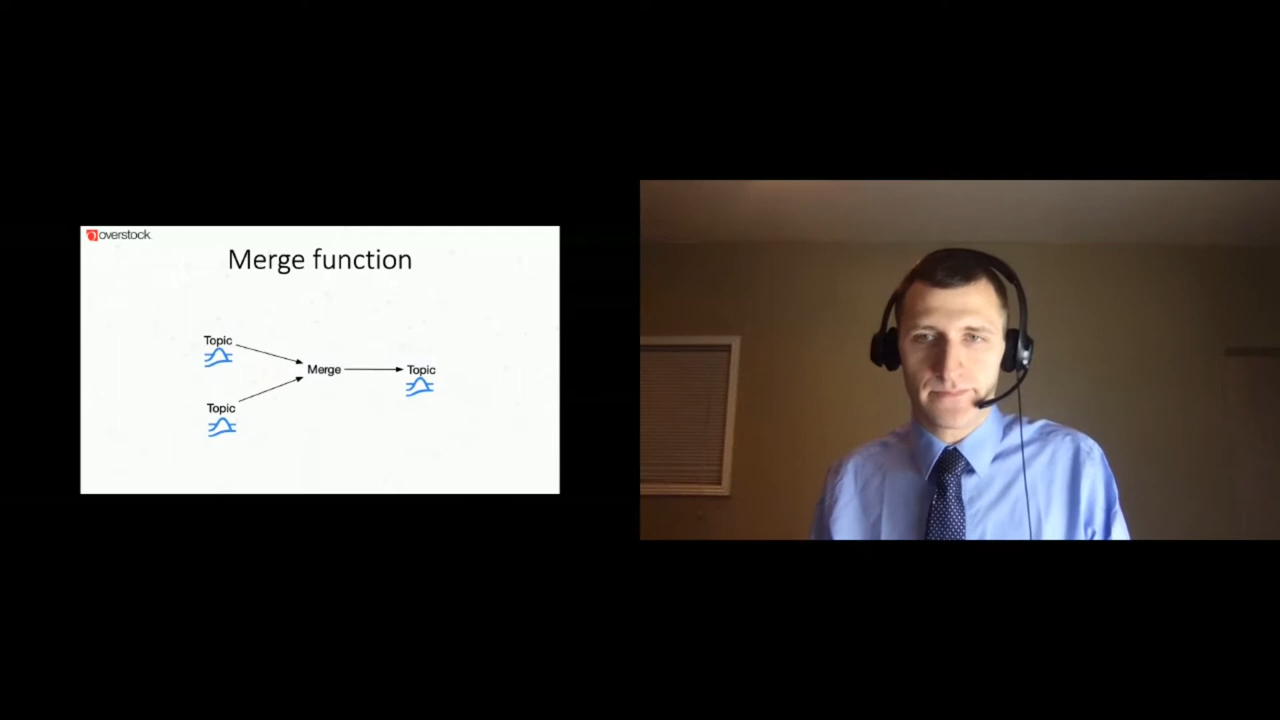 overstock.
Merge function
Topic
Merge
Topic
Topic